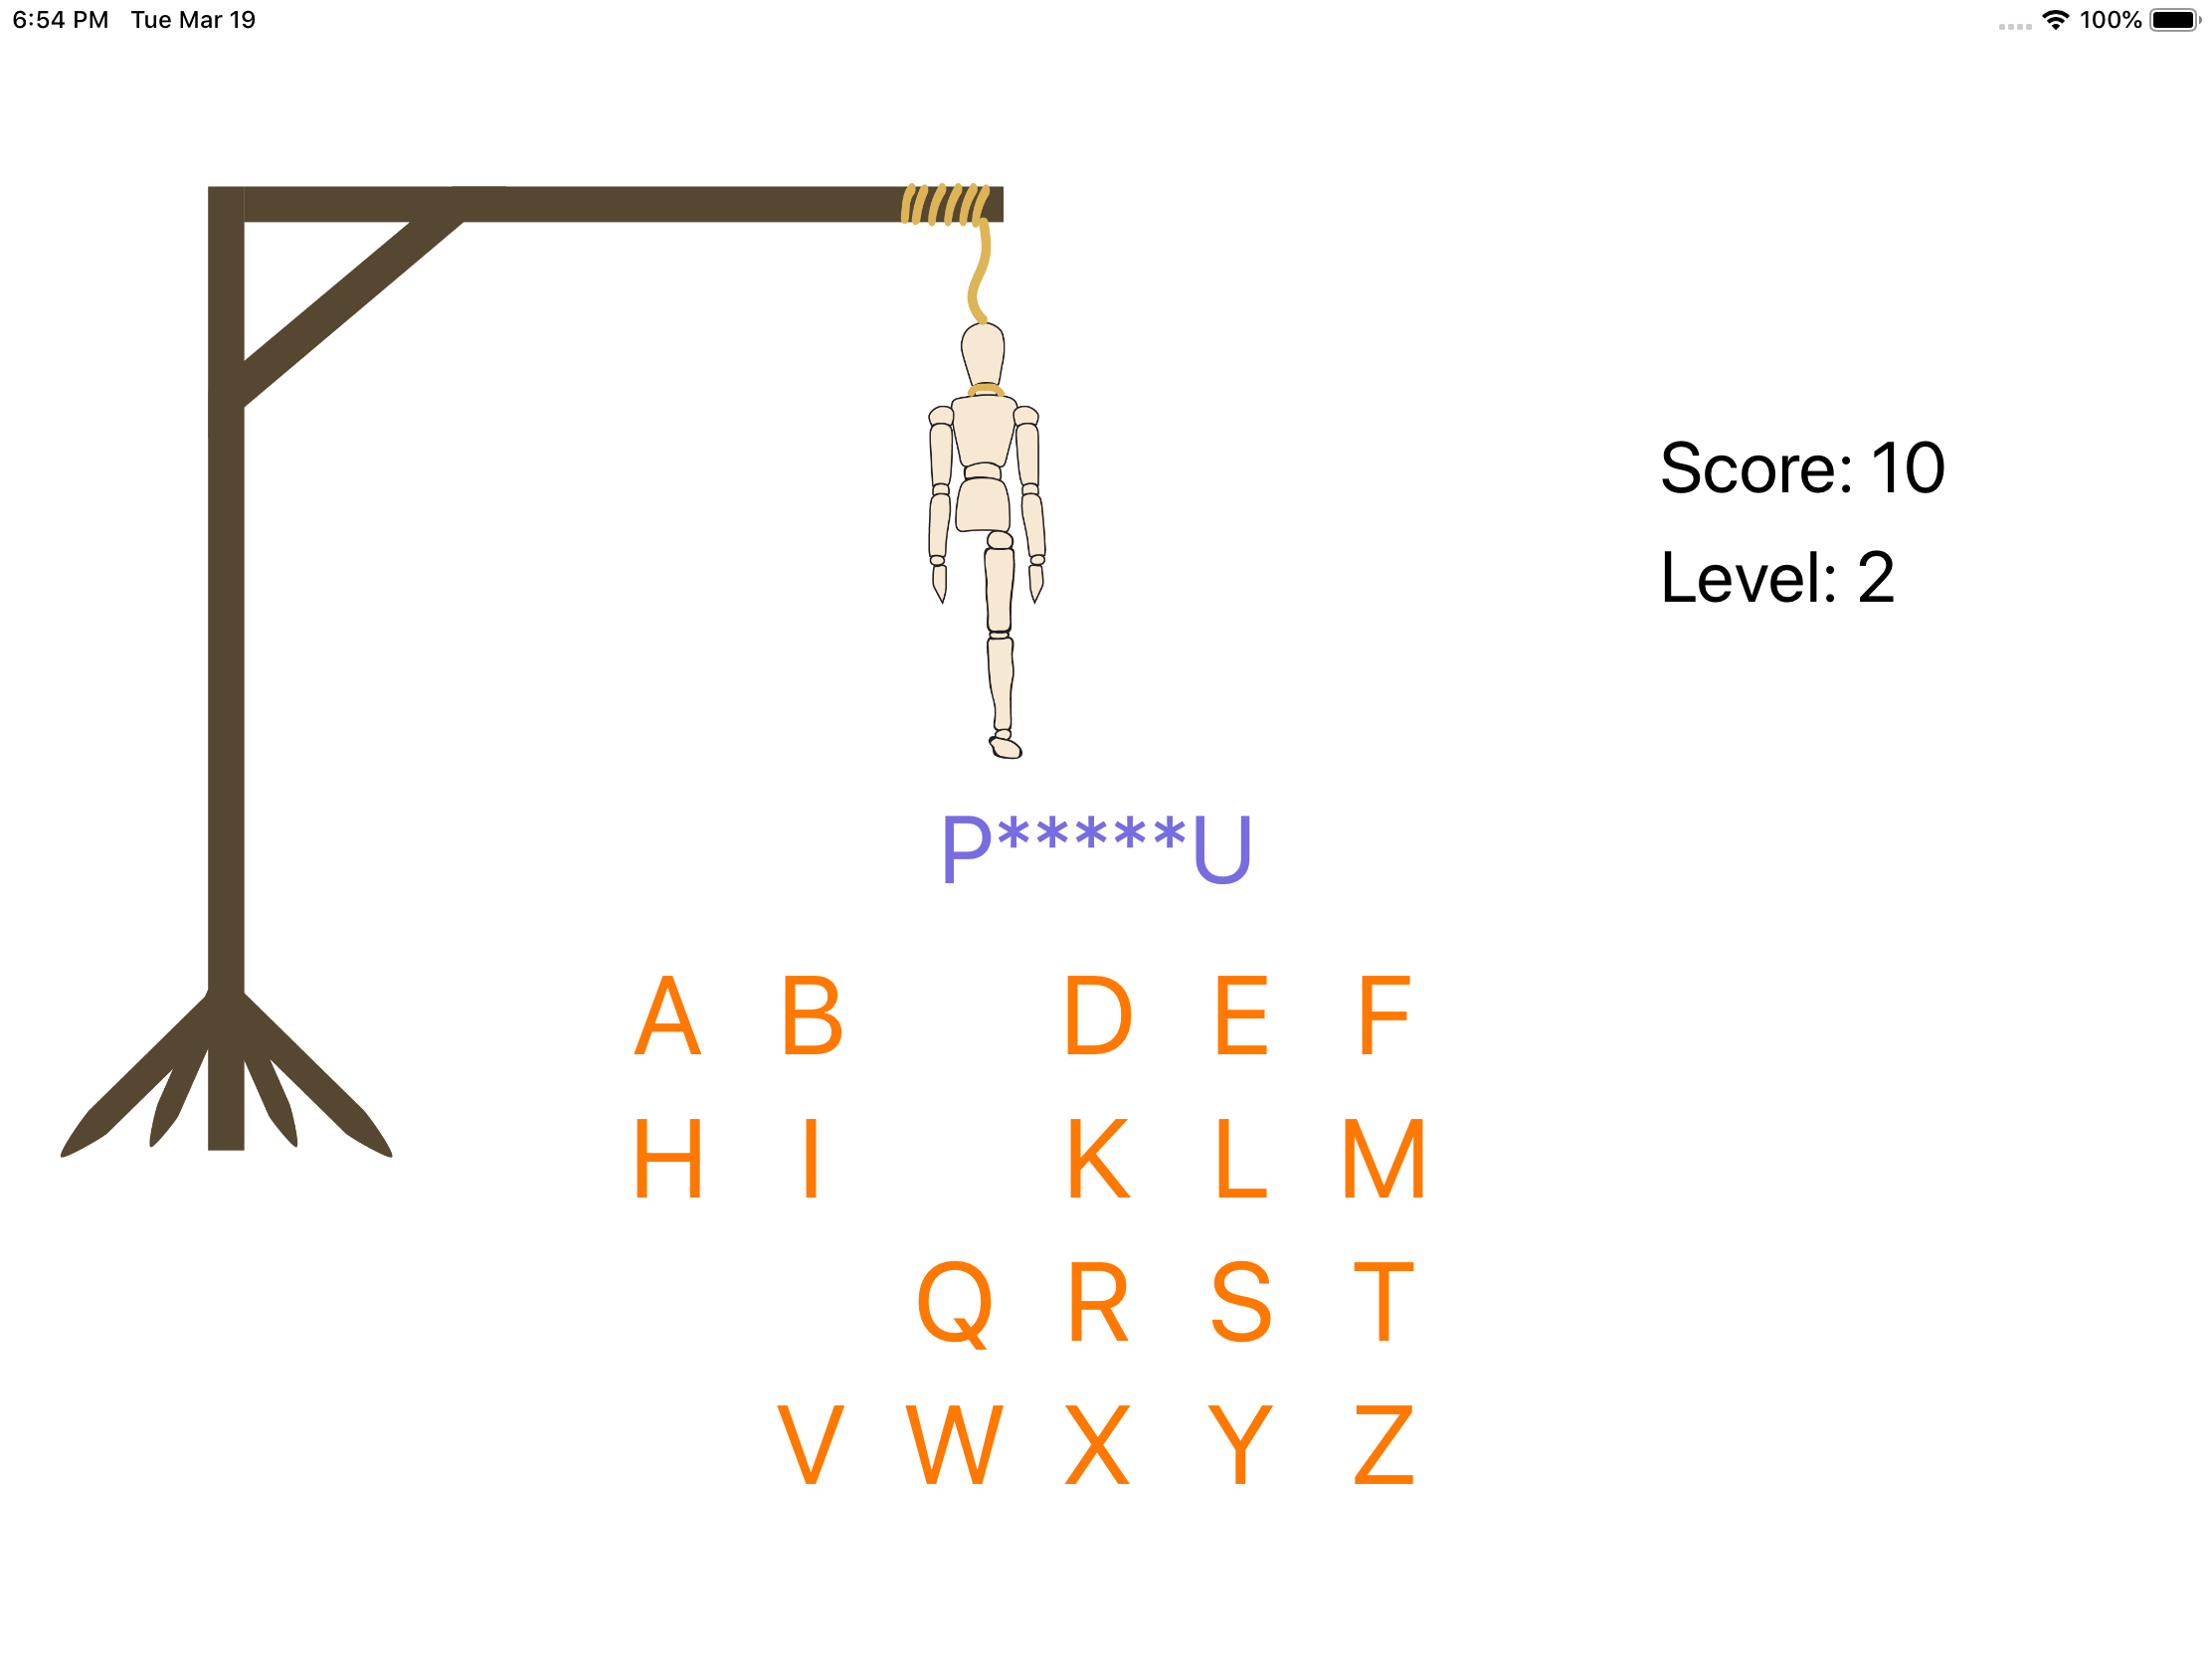 6:54 PM Tue Mar 19 100%
Score: 10
Level: 2
P*****U
A B D E F
H I K L M
Q R S T
V W X Y Z